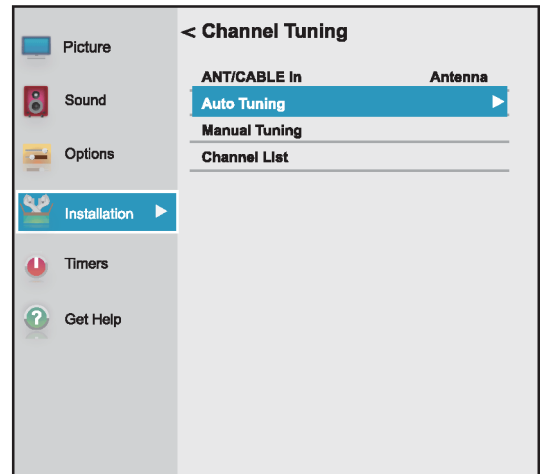 Picture
Sound
Options
Installation
Timers
Get Help
< Channel Tuning
ANT/CABLE In Antenna
Auto Tuning
Manual Tuning
Channel List